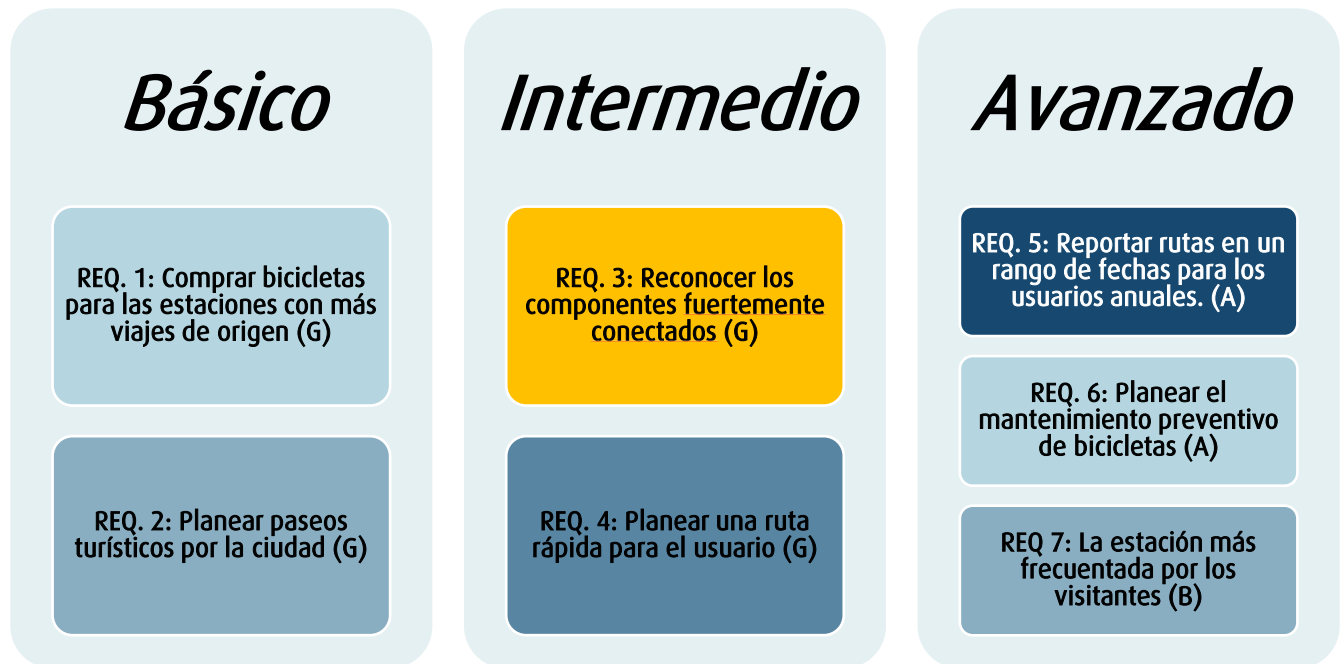 Básico
REQ. 1: Comprar bicicletas
para las estaciones con más
viajes de origen (G)
REQ. 2: Planear paseos
turísticos por la ciudad (G)
Intermedio
REQ. 3: Reconocer los
componentes fuertemente
conectados (G)
REQ. 4: Planear una ruta
rápida para el usuario (G)
Avanzado
REQ. 5: Reportar rutas en un
rango de fechas para los
usuarios anuales. (A)
REQ. 6: Planear el
mantenimiento preventivo
de bicicletas (A)
REQ 7: La estación más
frecuentada por los
visitantes (B)